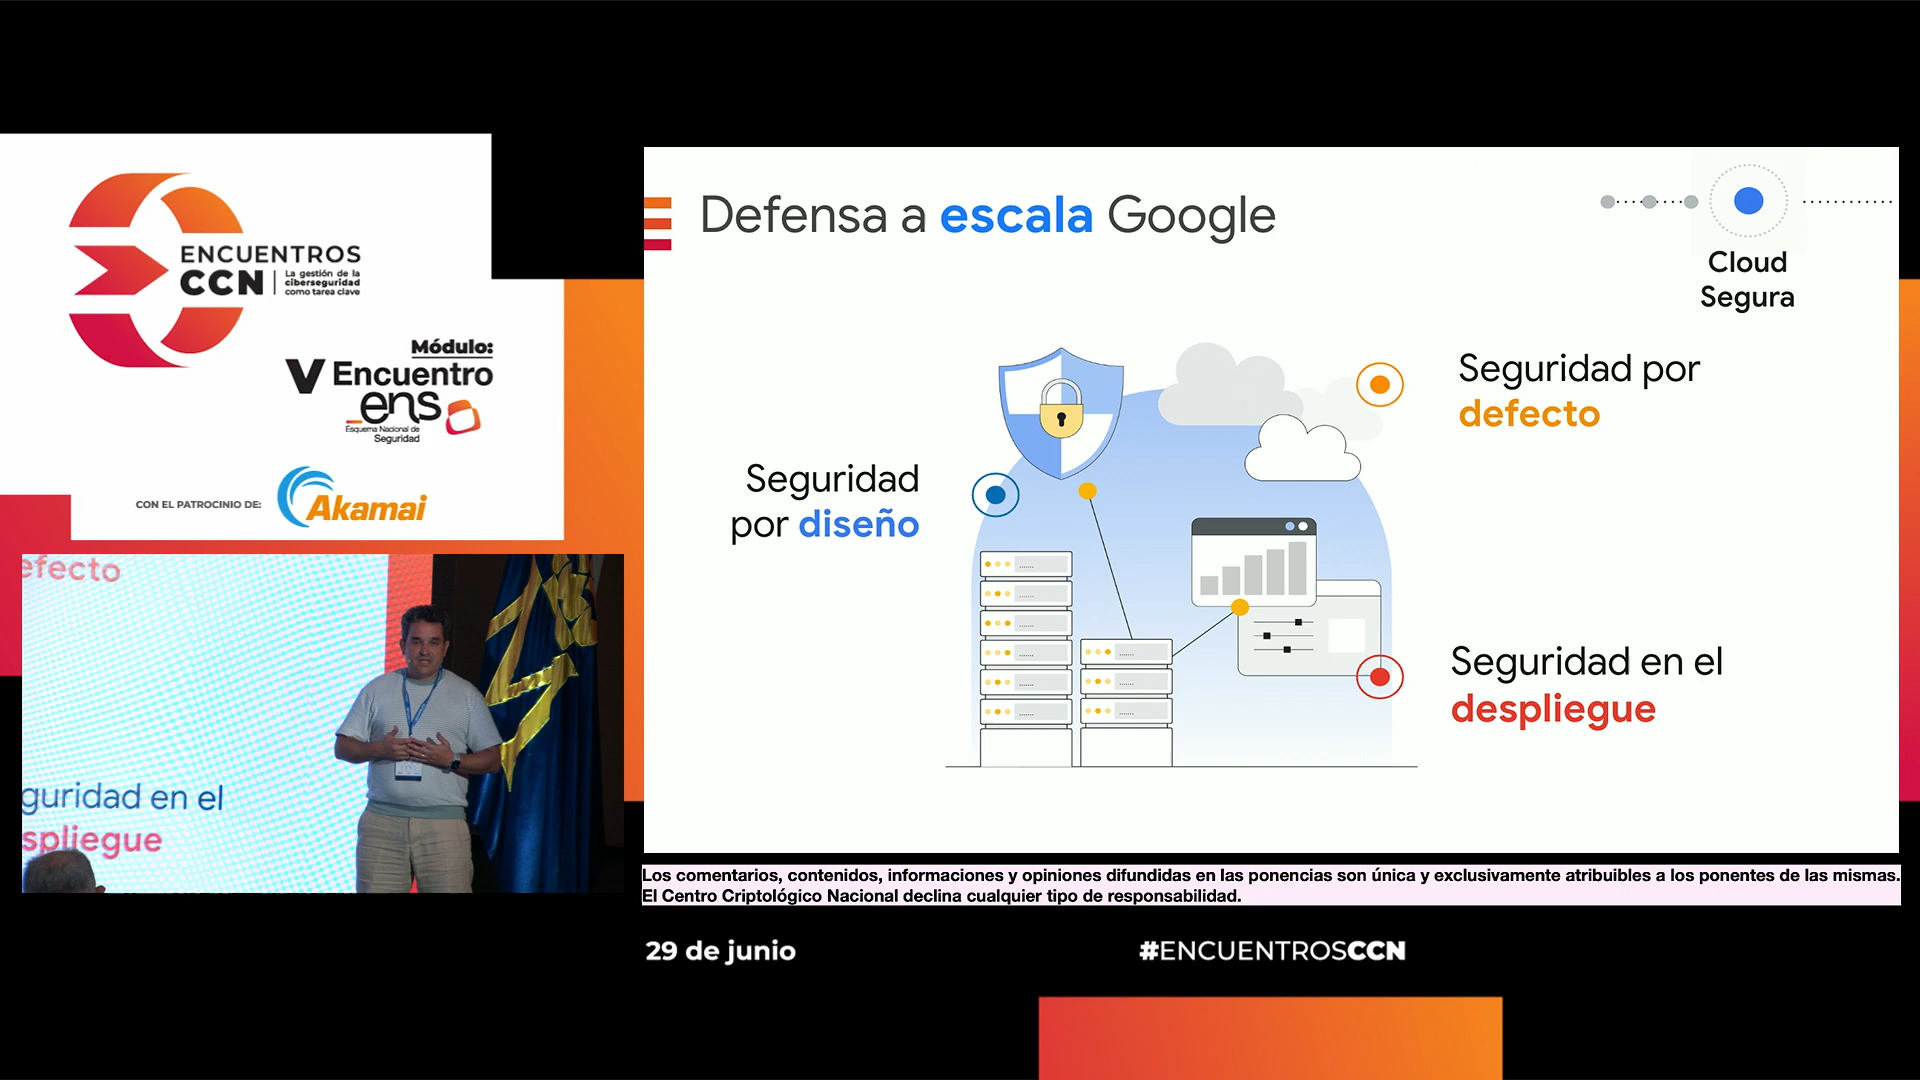 ENCUENTROS
CCN
La gestión de la
ciberseguridad
como tarea clave
Módulo:
V Encuentro
ens
Esquema Nacional de
Seguridad
CON EL PATROCINIO DE:
Akamai
efecto
guridad en el
spliegue
Defensa a escala Google
Cloud
Segura
Seguridad por
defecto
Seguridad
por diseño
Seguridad en el
despliegue
Los comentarios, contenidos, informaciones y opiniones difundidas en las ponencias son única y exclusivamente atribuibles a los ponentes de las mismas.
El Centro Criptológico Nacional declina cualquier tipo de responsabilidad.
29 de junio
#ENCUENTROSCCN